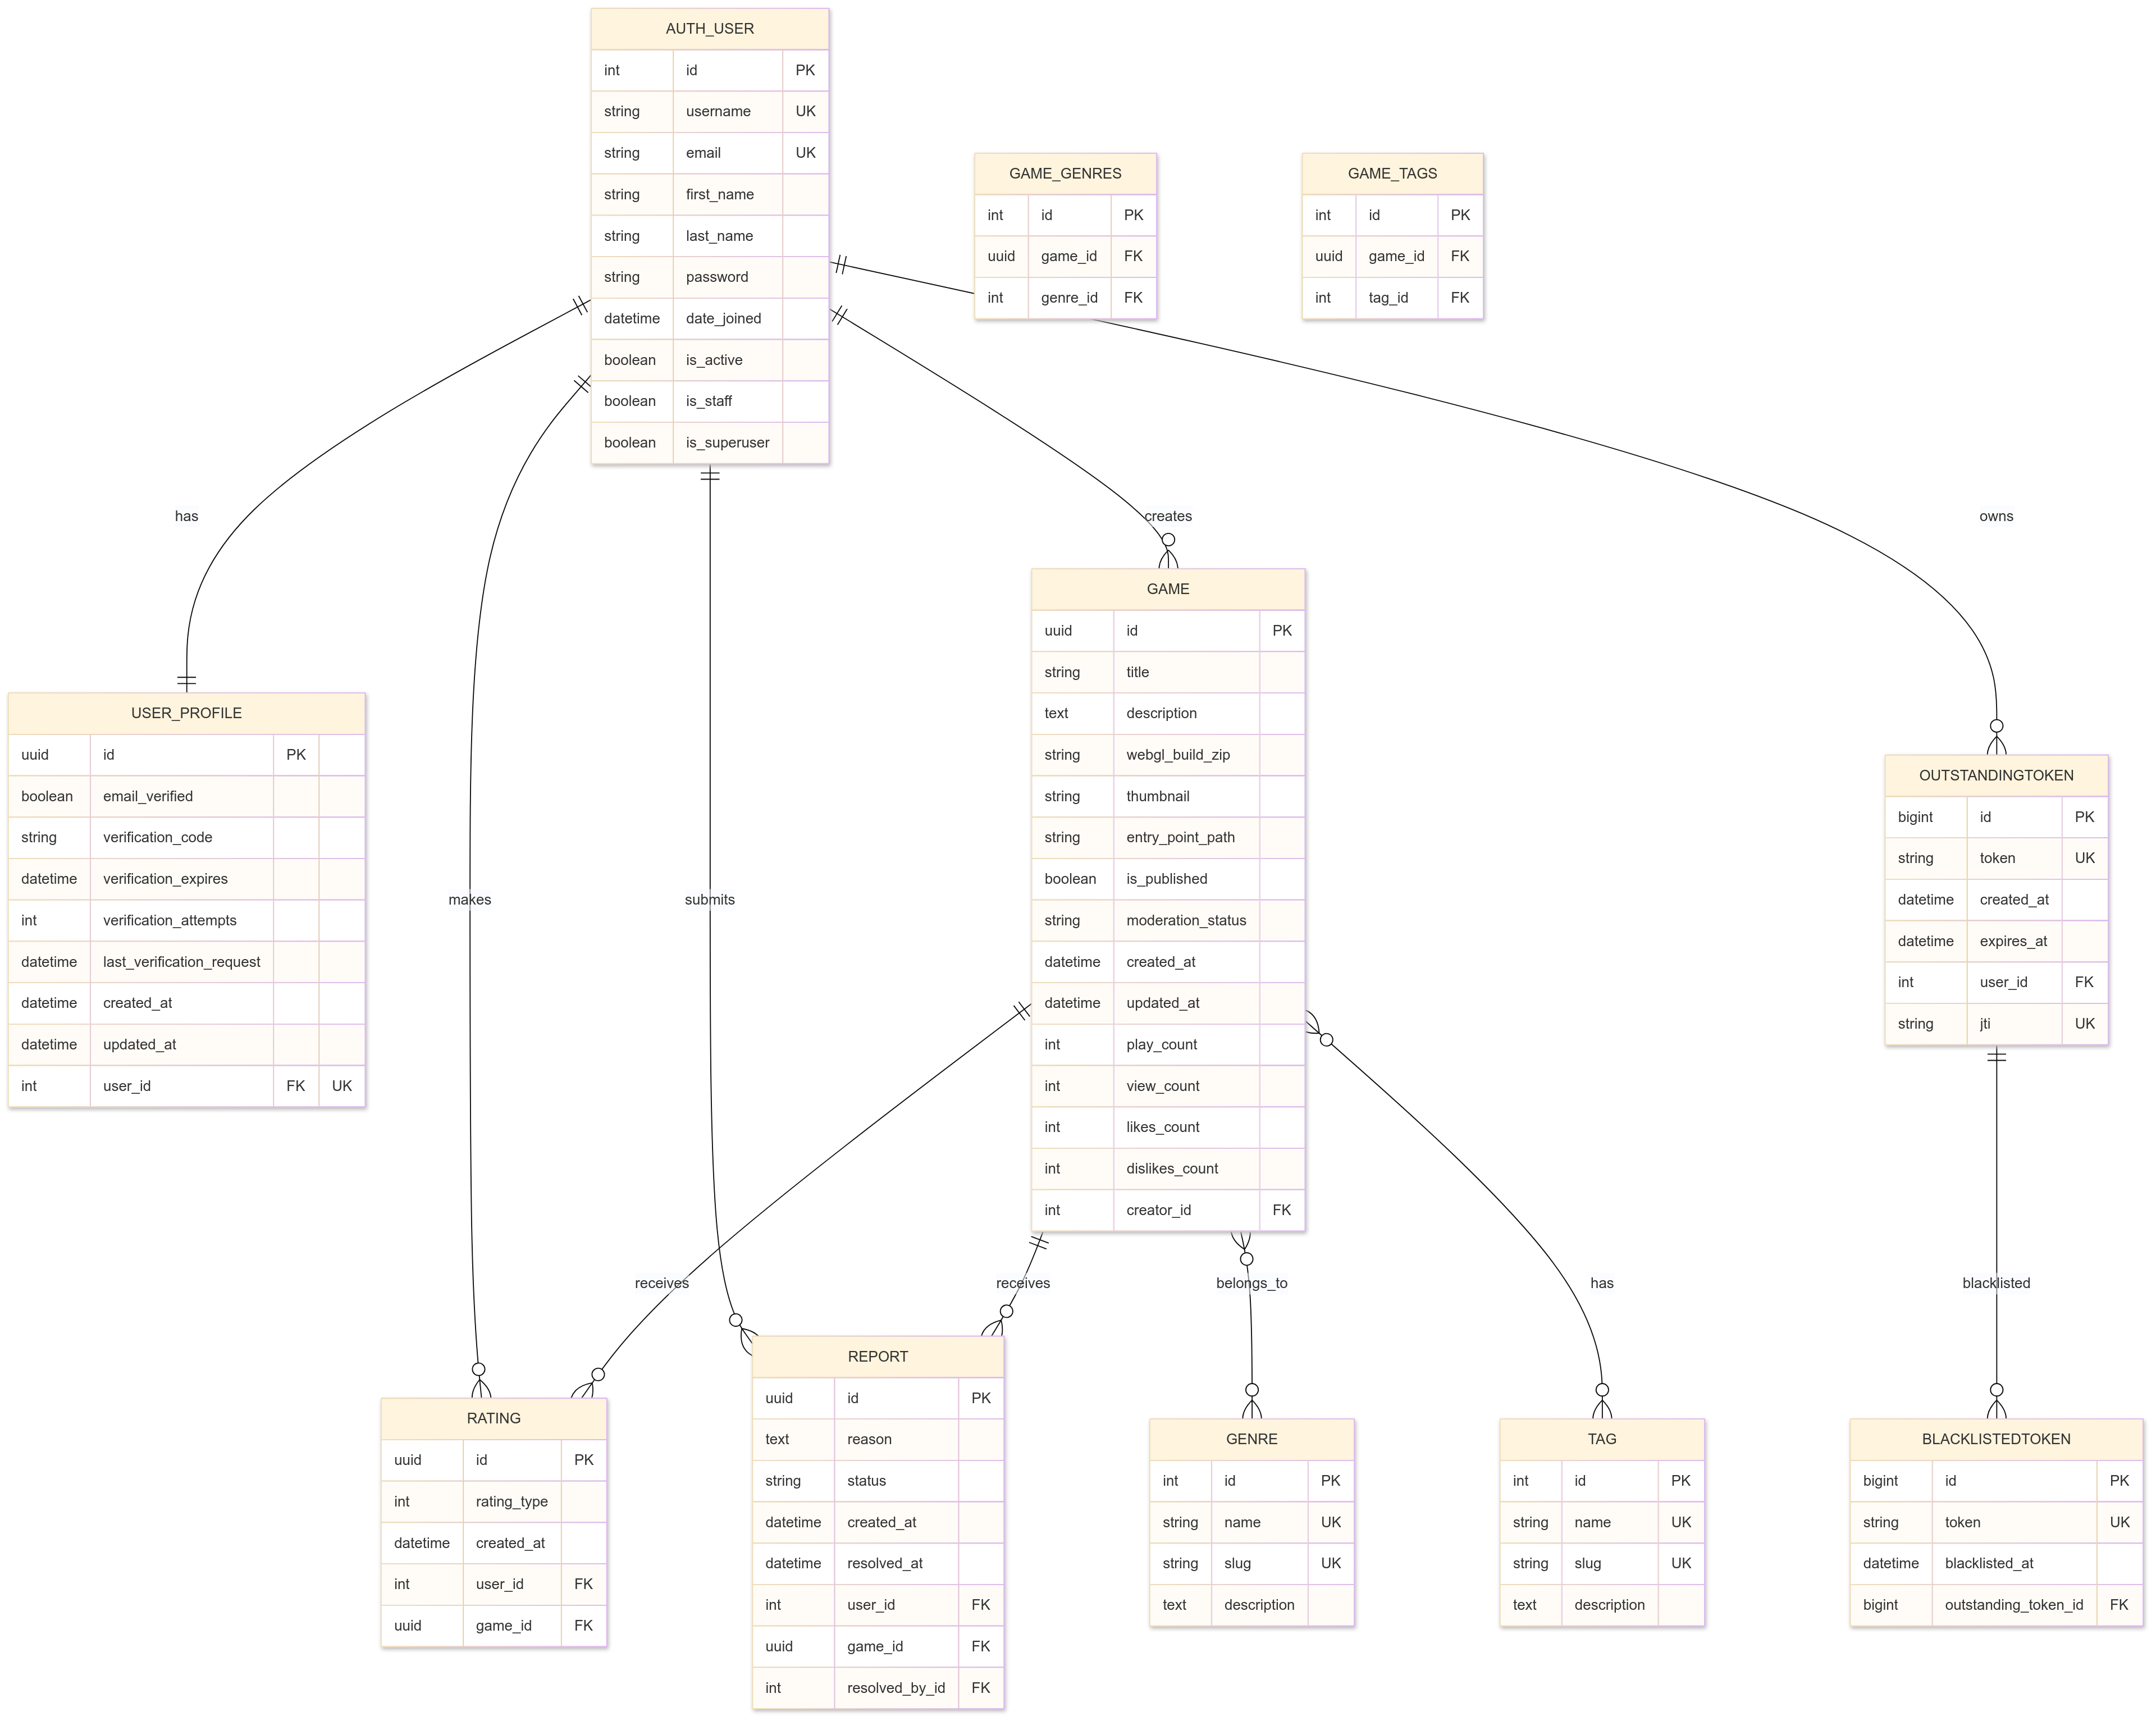 AUTH_USER
int id PK
string username UK
string email UK
string first_name
string last_name
string password
datetime date_joined
boolean is_active
boolean is_staff
boolean is_superuser
GAME_GENRES
int id PK
uuid game_id FK
int genre_id FK
GAME_TAGS
int id PK
uuid game_id FK
int tag_id FK
has
creates
owns
GAME
uuid id PK
string title
text description
string webgl_build_zip
string thumbnail
string entry_point_path
boolean is_published
string moderation_status
datetime created_at
datetime updated_at
int play_count
int view_count
int likes_count
int dislikes_count
int creator_id FK
USER_PROFILE
uuid id PK
boolean email_verified
string verification_code
datetime verification_expires
int verification_attempts
datetime last_verification_request
datetime created_at
datetime updated_at
int user_id FK UK
OUTSTANDINGTOKEN
bigint id PK
string token UK
datetime created_at
datetime expires_at
int user_id FK
string jti UK
makes
submits
receives
receives
belongs_to
has
blacklisted
RATING
uuid id PK
int rating_type
datetime created_at
int user_id FK
uuid game_id FK
REPORT
uuid id PK
text reason
string status
datetime created_at
datetime resolved_at
int user_id FK
uuid game_id FK
int resolved_by_id FK
GENRE
int id PK
string name UK
string slug UK
text description
TAG
int id PK
string name UK
string slug UK
text description
BLACKLISTEDTOKEN
bigint id PK
string token UK
datetime blacklisted_at
bigint outstanding_token_id FK